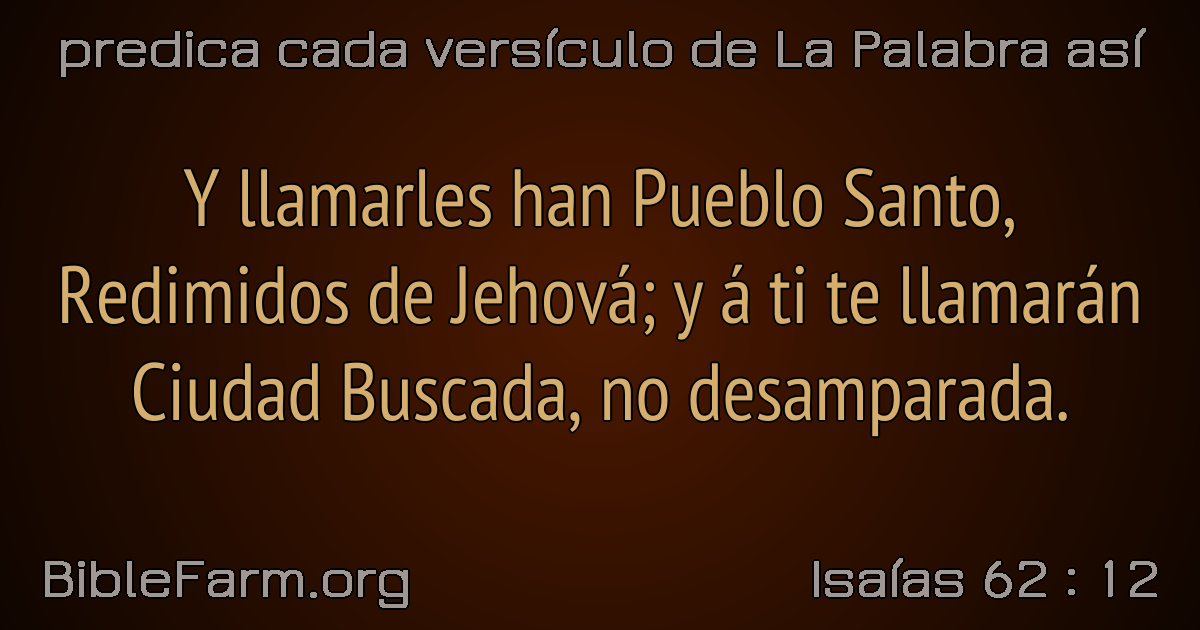 predica cada versículo de La Palabra así
Y llamarles han Pueblo Santo,
Redimidos de Jehová; y á ti te llamarán
Ciudad Buscada, no desamparada.
BibleFarm.org
Isaías 62 : 12